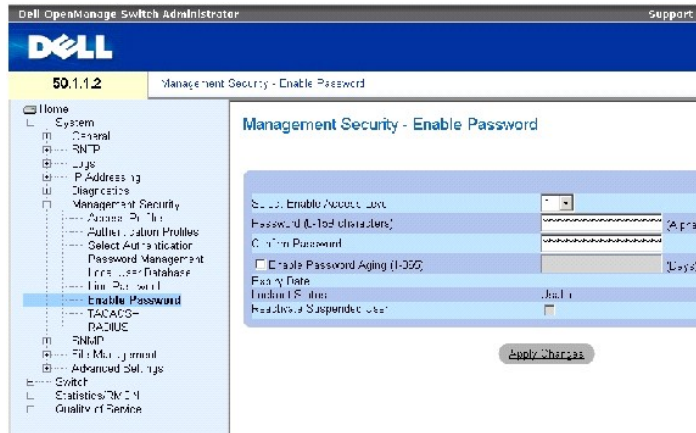 Dell OpenManage Switch Administrator
Support
DELL
50.1.1.2
Management Security - Enable Password
Home
System
General
SNTP
Logs
IP Addressing
Diagnostics
Management Security
Access Profile
Authentication Profiles
Select Authentication
Password Management
Local User Database
Line Password
Enable Password
TACACS+
RADIUS
SNMP
File Management
Advanced Settings
Switch
Statistics/RMON
Quality of Service
Management Security - Enable Password
Select Enable Access Level
Password (0-159 characters)
(Alpha
Confirm Password
Enable Password Aging (1-365)
(Days)
Expiry Date
Lockout Status
Reactivate Suspended User
Apply Changes